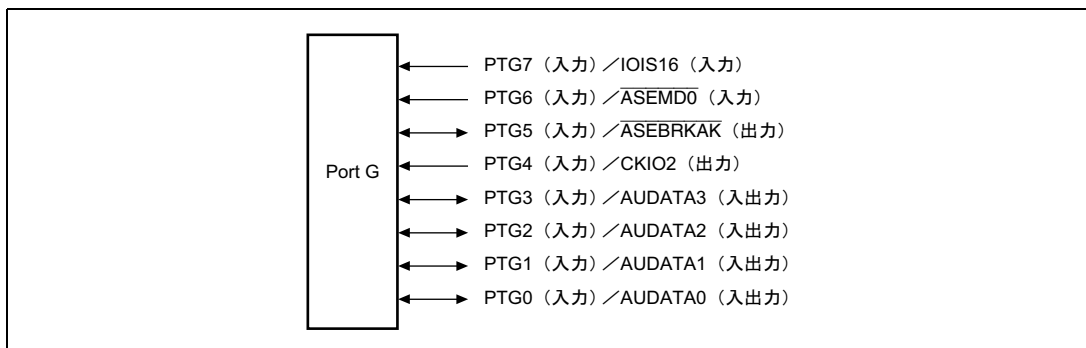 Port G
PTG7（入力）／IOIS16（入力）
PTG6（入力）／A̅S̅E̅M̅D̅0̅（入力）
PTG5（入力）／A̅S̅E̅B̅R̅K̅A̅K̅（出力）
PTG4（入力）／CKIO2（出力）
PTG3（入力）／AUDATA3（入出力）
PTG2（入力）／AUDATA2（入出力）
PTG1（入力）／AUDATA1（入出力）
PTG0（入力）／AUDATA0（入出力）